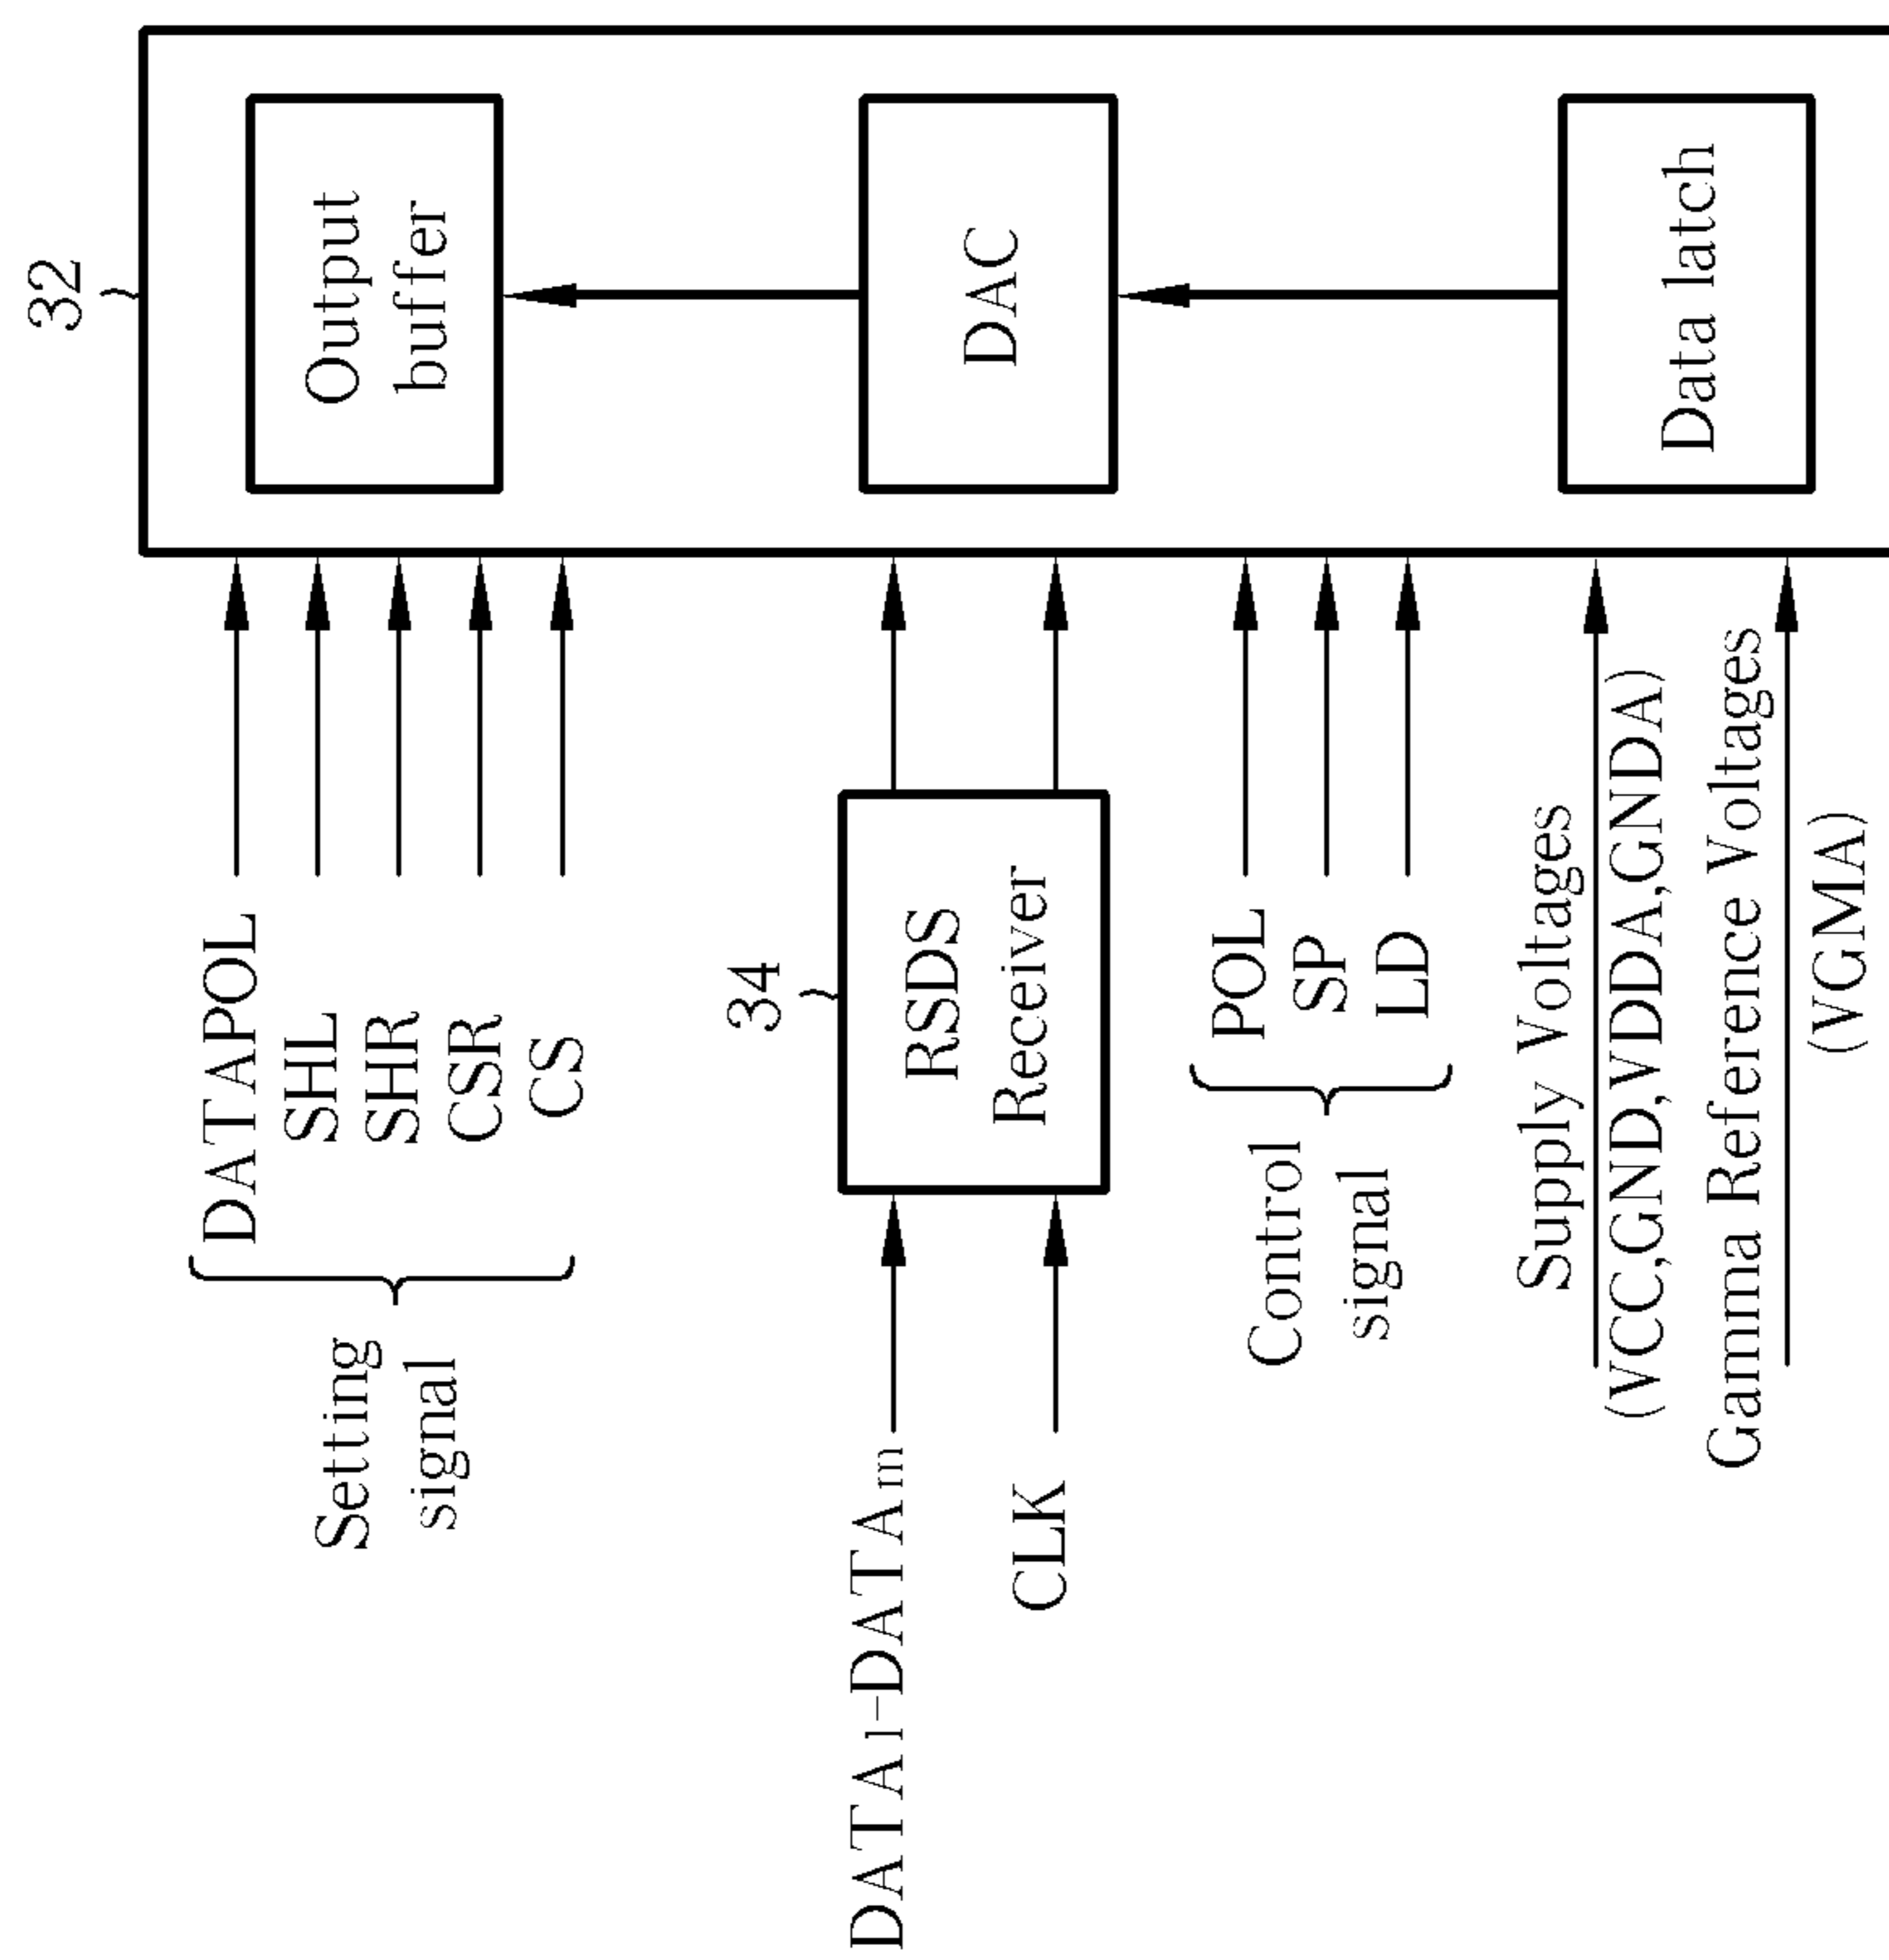 32
Output
buffer
DAC
Data latch
DATAPOL
SHL
SHR
CSR
CS
Setting
signal
34
RSDS
Receiver
DATA1-DATAm
CLK
POL
SP
LD
Control
signal
Supply Voltages
(VCC,GND,VDDA,GNDA)
Gamma Reference Voltages
(VGMA)